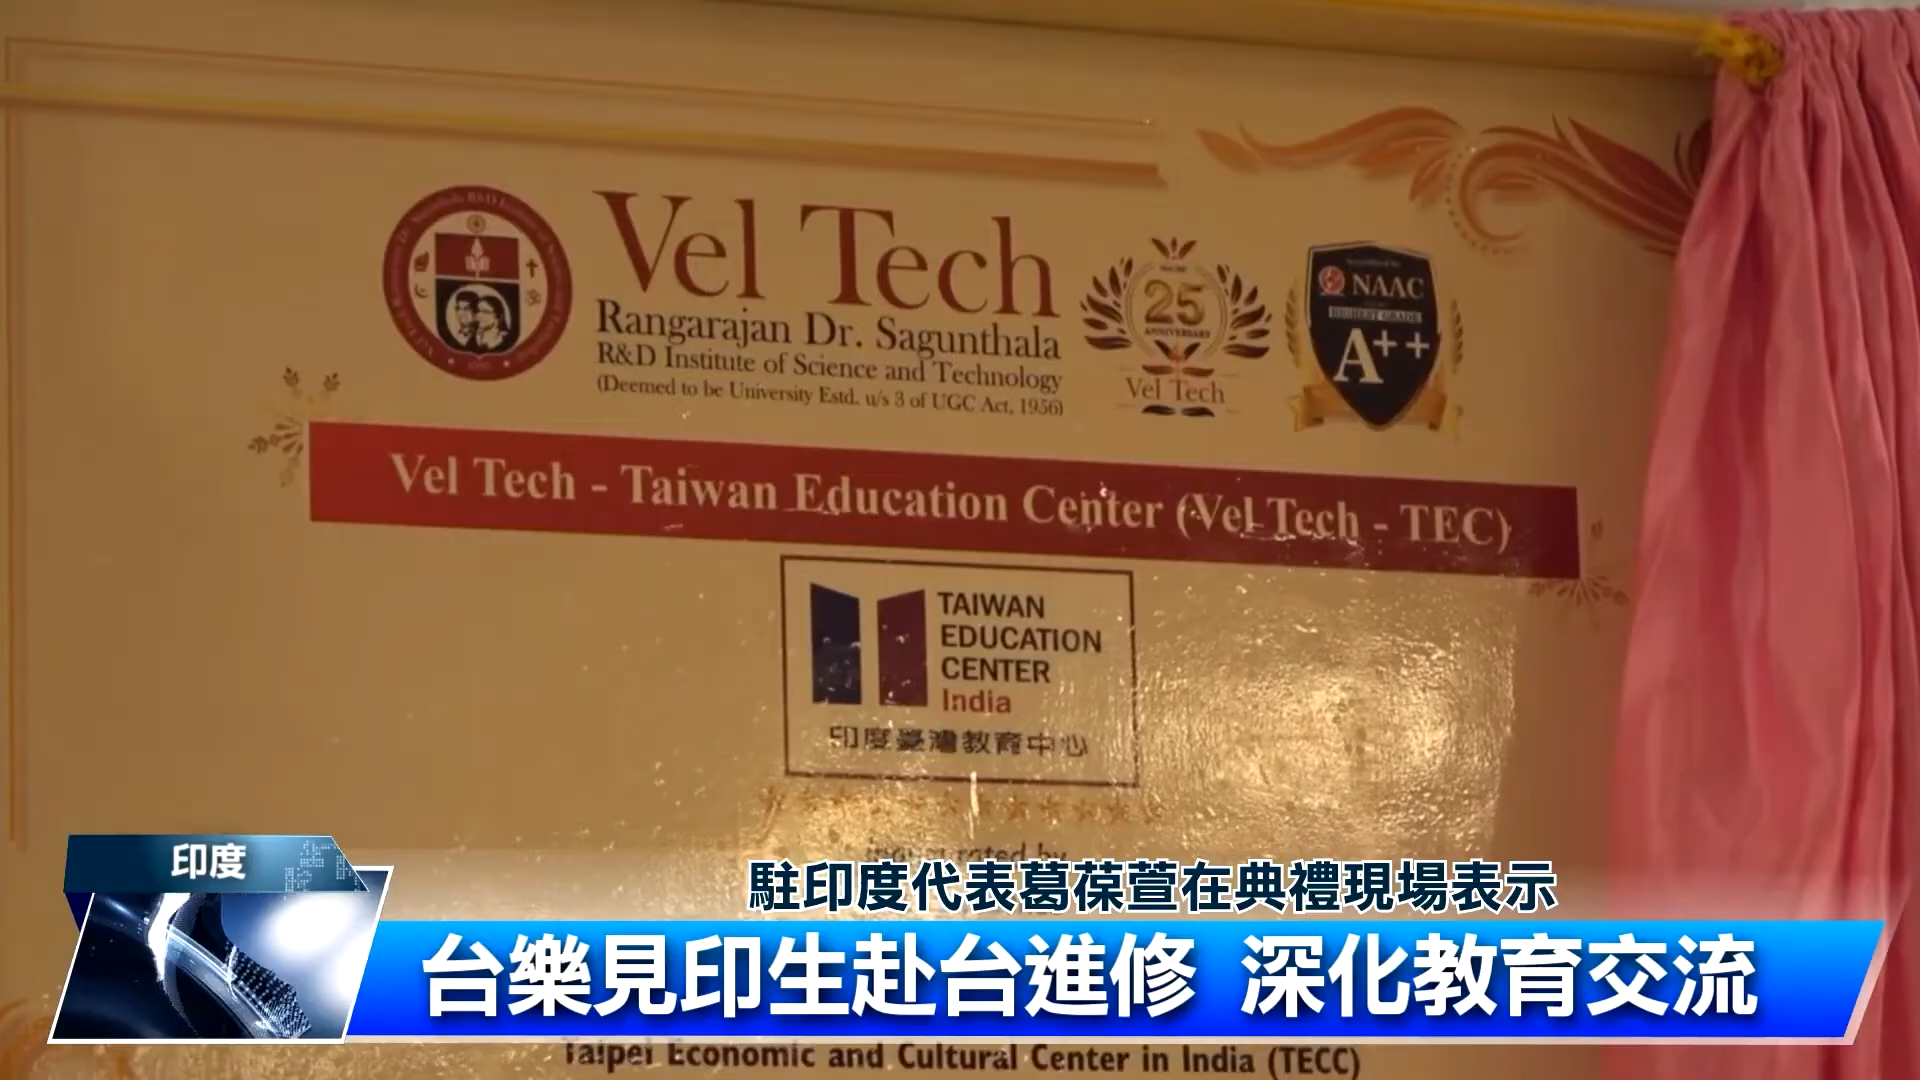 Vel Tech
Rangarajan Dr. Sagunthala
R&D Institute of Science and Technology
(Deemed to be University Estd. u/s 3 of UGC Act, 1956)
25
ANNIVERSARY
Vel Tech
NAAC
HIGHEST GRADE
A++
Vel Tech - Taiwan Education Center (Vel Tech - TEC)
TAIWAN
EDUCATION
CENTER
India
印度臺灣教育中心
印度
駐印度代表葛葆萱在典禮現場表示
台樂見印生赴台進修 深化教育交流
Taipei Economic and Cultural Center in India (TECC)